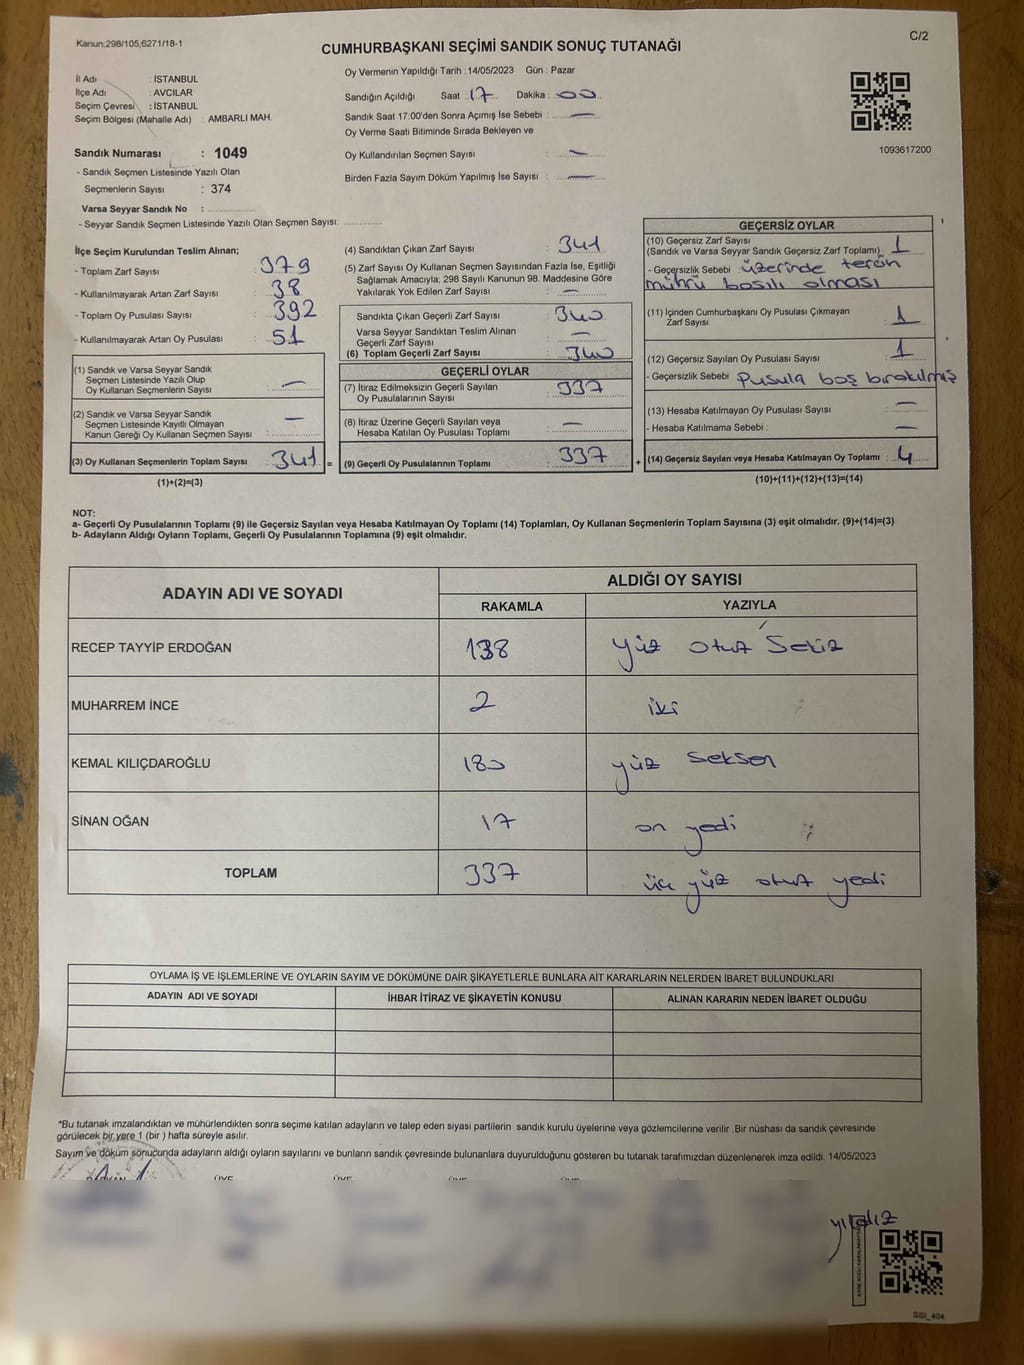 Kanun:298/105,6271/18-1
C/2
CUMHURBAŞKANI SEÇİMİ SANDIK SONUÇ TUTANAĞI
İl Adı : İSTANBUL
İlçe Adı : AVCILAR
Seçim Çevresi : İSTANBUL
Seçim Bölgesi (Mahalle Adı) : AMBARLI MAH.
Sandık Numarası : 1049
- Sandık Seçmen Listesinde Yazılı Olan
Seçmenlerin Sayısı : 374
Varsa Seyyar Sandık No :
- Seyyar Sandık Seçmen Listesinde Yazılı Olan Seçmen Sayısı:
Oy Vermenin Yapıldığı Tarih : 14/05/2023 Gün : Pazar
Sandığın Açıldığı Saat : 17 Dakika : 00
Sandık Saat 17:00'den Sonra Açımış İse Sebebi : —
Oy Verme Saati Bitiminde Sırada Bekleyen ve
Oy Kullandırılan Seçmen Sayısı : —
Birden Fazla Sayım Döküm Yapılmış İse Sayısı : —
1093617200
İlçe Seçim Kurulundan Teslim Alınan;
- Toplam Zarf Sayısı : 379
- Kullanılmayarak Artan Zarf Sayısı : 38
- Toplam Oy Pusulası Sayısı : 392
- Kullanılmayarak Artan Oy Pusulası : 51
(1) Sandık ve Varsa Seyyar Sandık
Seçmen Listesinde Yazılı Olup
Oy Kullanan Seçmenlerin Sayısı : —
(2) Sandık ve Varsa Seyyar Sandık
Seçmen Listesinde Kayıtlı Olmayan
Kanun Gereği Oy Kullanan Seçmen Sayısı : —
(3) Oy Kullanan Seçmenlerin Toplam Sayısı : 341 =
(1)+(2)=(3)
(4) Sandıktan Çıkan Zarf Sayısı : 341
(5) Zarf Sayısı Oy Kullanan Seçmen Sayısından Fazla İse, Eşitliği
Sağlamak Amacıyla, 298 Sayılı Kanunun 98. Maddesine Göre
Yakılarak Yok Edilen Zarf Sayısı : —
Sandıkta Çıkan Geçerli Zarf Sayısı : 340
Varsa Seyyar Sandıktan Teslim Alınan
Geçerli Zarf Sayısı : —
(6) Toplam Geçerli Zarf Sayısı : 340
GEÇERLİ OYLAR
(7) İtiraz Edilmeksizin Geçerli Sayılan
Oy Pusulalarının Sayısı : 337
(8) İtiraz Üzerine Geçerli Sayılan veya
Hesaba Katılan Oy Pusulası Toplamı : —
(9) Geçerli Oy Pusulalarının Toplamı : 337 +
GEÇERSİZ OYLAR
(10) Geçersiz Zarf Sayısı
(Sandık ve Varsa Seyyar Sandık Geçersiz Zarf Toplamı) : 1
- Geçersizlik Sebebi : üzerinde tercih
mührü basılı olması
(11) İçinden Cumhurbaşkanı Oy Pusulası Çıkmayan
Zarf Sayısı : 1
(12) Geçersiz Sayılan Oy Pusulası Sayısı : 1
- Geçersizlik Sebebi : pusula boş bırakılmış
(13) Hesaba Katılmayan Oy Pusulası Sayısı : —
- Hesaba Katılmama Sebebi : —
(14) Geçersiz Sayılan veya Hesaba Katılmayan Oy Toplamı : 4
(10)+(11)+(12)+(13)=(14)
NOT:
a- Geçerli Oy Pusulalarının Toplamı (9) ile Geçersiz Sayılan veya Hesaba Katılmayan Oy Toplamı (14) Toplamları, Oy Kullanan Seçmenlerin Toplam Sayısına (3) eşit olmalıdır. (9)+(14)=(3)
b- Adayların Aldığı Oyların Toplamı, Geçerli Oy Pusulalarının Toplamına (9) eşit olmalıdır.
ADAYIN ADI VE SOYADI
ALDIĞI OY SAYISI
RAKAMLA YAZIYLA
RECEP TAYYİP ERDOĞAN 138 yüz otuz sekiz
MUHARREM İNCE 2 iki
KEMAL KILIÇDAROĞLU 180 yüz seksen
SİNAN OĞAN 17 on yedi
TOPLAM 337 üç yüz otuz yedi
OYLAMA İŞ VE İŞLEMLERİNE VE OYLARIN SAYIM VE DÖKÜMÜNE DAİR ŞİKAYETLERLE BUNLARA AİT KARARLARIN NELERDEN İBARET BULUNDUKLARI
ADAYIN ADI VE SOYADI İHBAR İTİRAZ VE ŞİKAYETİN KONUSU ALINAN KARARIN NEDEN İBARET OLDUĞU
*Bu tutanak imzalandıktan ve mühürlendikten sonra seçime katılan adayların ve talep eden siyasi partilerin sandık kurulu üyelerine veya gözlemcilerine verilir .Bir nüshası da sandık çevresinde
görülecek bir yere 1 (bir ) hafta süreyle asılır.
Sayım ve döküm sonucunda adayların aldığı oyların sayılarını ve bunların sandık çevresinde bulunanlara duyurulduğunu gösteren bu tutanak tarafımızdan düzenlenerek imza edildi. 14/05/2023
ÜYE ÜYE ÜYE ÜYE
yıldız
SSI_404